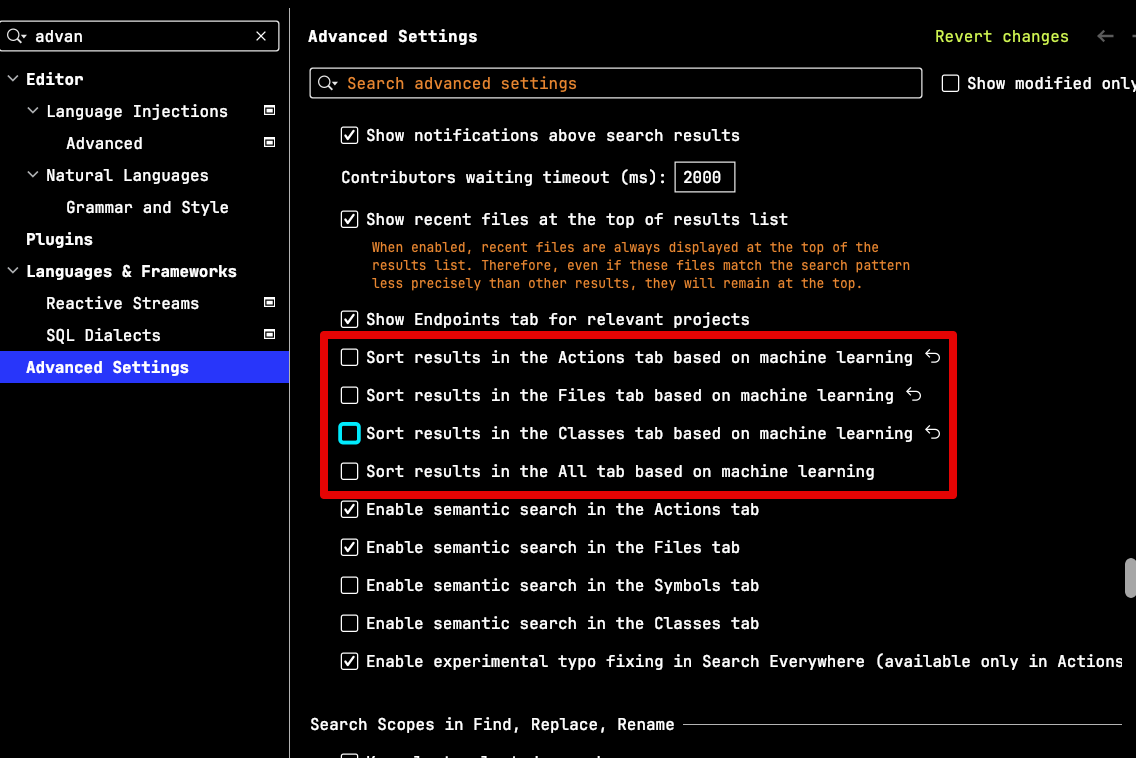 advan
Editor
Language Injections
Advanced
Natural Languages
Grammar and Style
Plugins
Languages & Frameworks
Reactive Streams
SQL Dialects
Advanced Settings
Advanced Settings
Revert changes
Search advanced settings
Show modified only
Show notifications above search results
Contributors waiting timeout (ms): 2000
Show recent files at the top of results list
When enabled, recent files are always displayed at the top of the
results list. Therefore, even if these files match the search pattern
less precisely than other results, they will remain at the top.
Show Endpoints tab for relevant projects
Sort results in the Actions tab based on machine learning
Sort results in the Files tab based on machine learning
Sort results in the Classes tab based on machine learning
Sort results in the All tab based on machine learning
Enable semantic search in the Actions tab
Enable semantic search in the Files tab
Enable semantic search in the Symbols tab
Enable semantic search in the Classes tab
Enable experimental typo fixing in Search Everywhere (available only in Actions
Search Scopes in Find, Replace, Rename